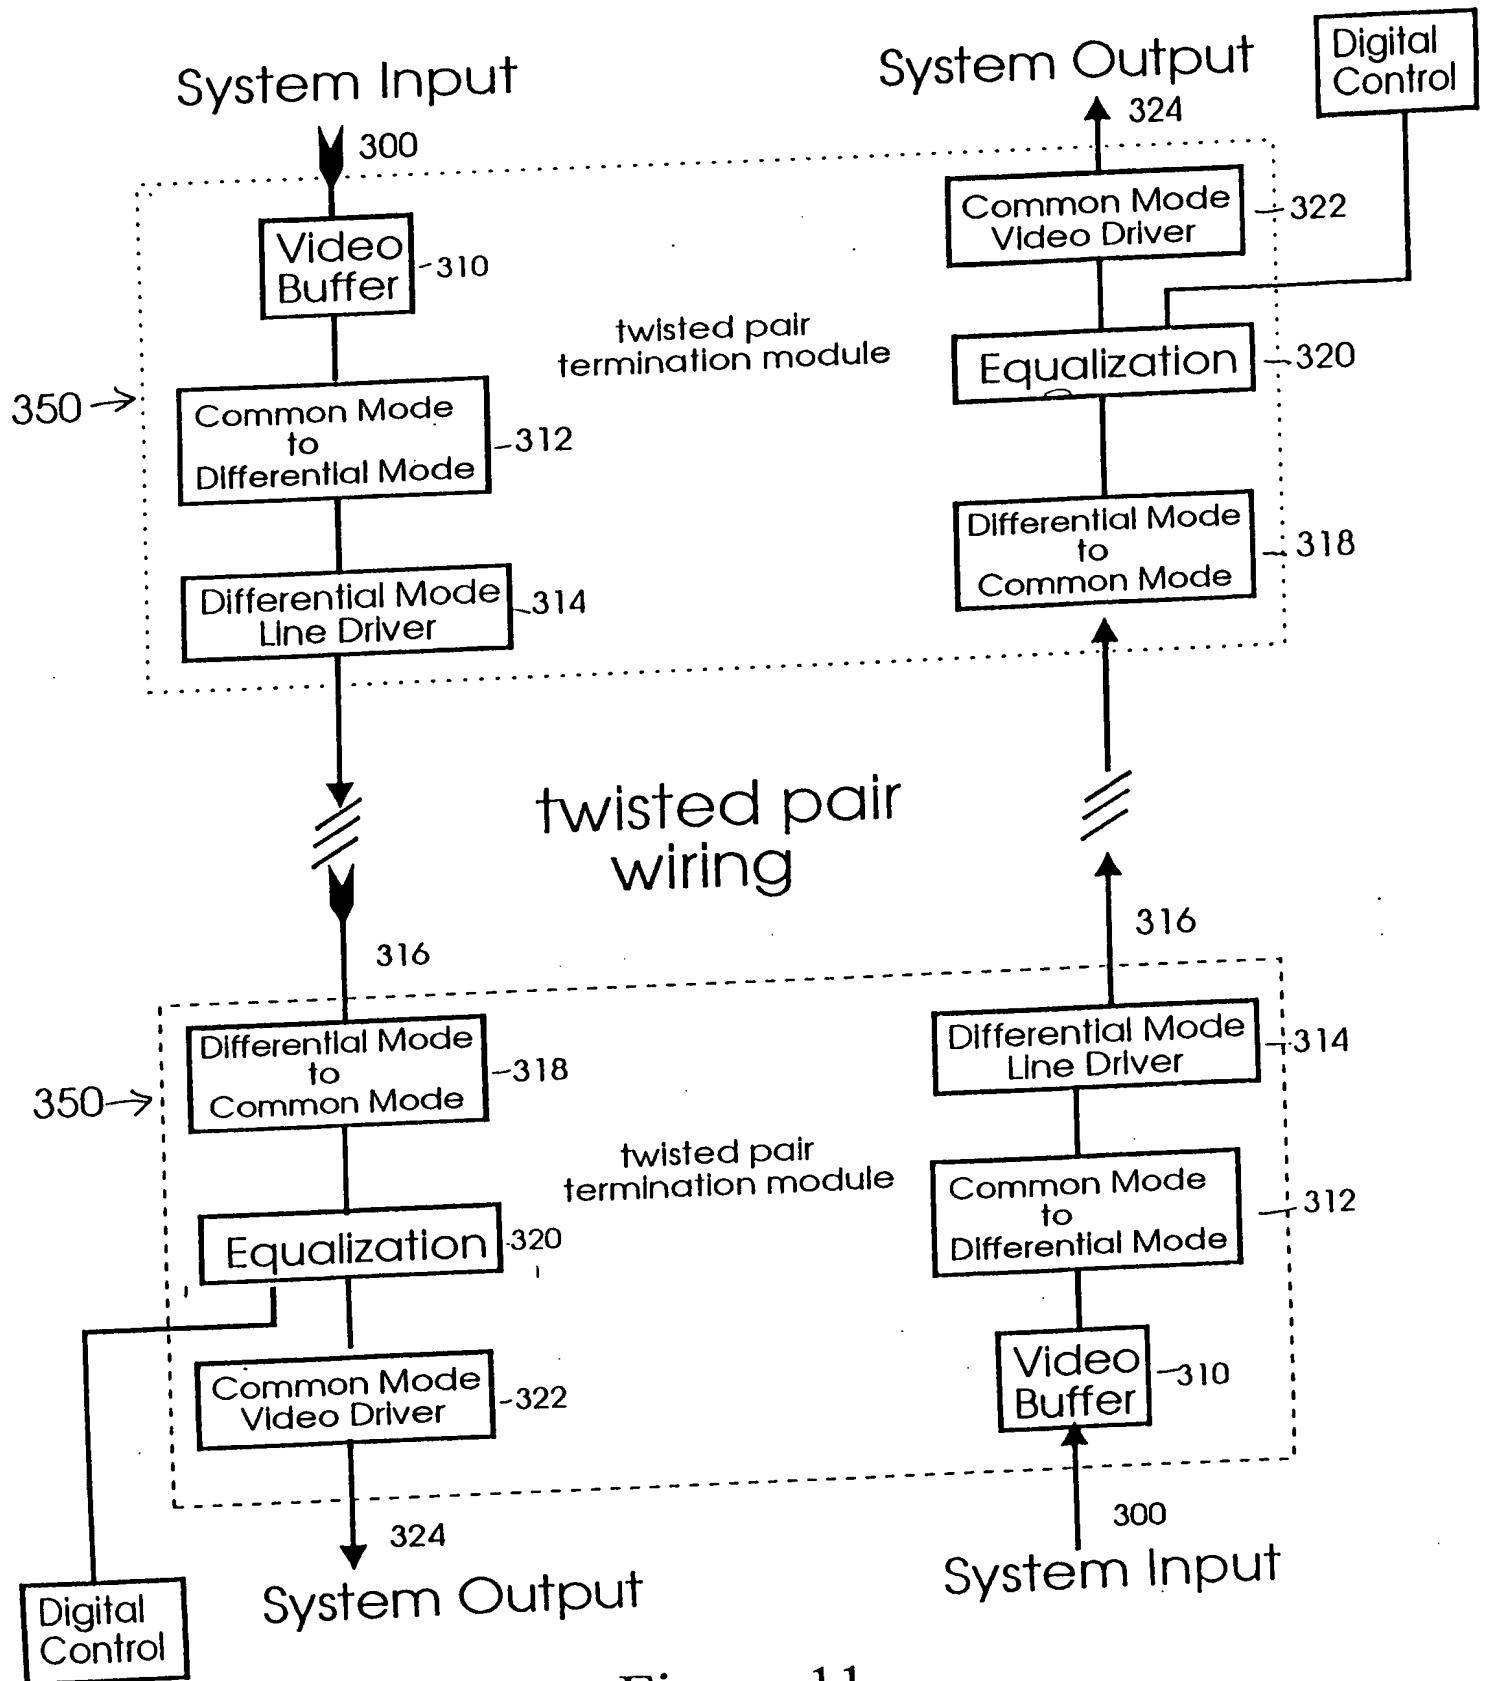 System Input
300
System Output
324
Digital
Control
Video
Buffer
310
Common Mode
Video Driver
322
twisted pair
termination module
Equalization
320
350
Common Mode
to
Differential Mode
312
Differential Mode
to
Common Mode
318
Differential Mode
Line Driver
314
twisted pair
wiring
316
316
Differential Mode
to
Common Mode
318
Differential Mode
Line Driver
314
350
twisted pair
termination module
Common Mode
to
Differential Mode
312
Equalization
320
Common Mode
Video Driver
322
Video
Buffer
310
324
System Output
300
System Input
Digital
Control